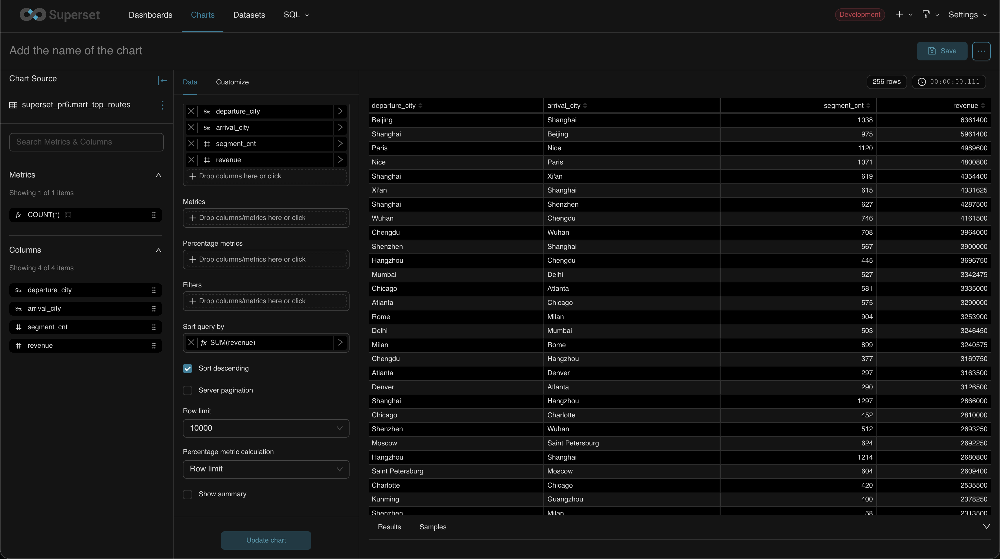 Superset Dashboards Charts Datasets SQL Development Settings
Add the name of the chart Save
Chart Source
superset_pr6.mart_top_routes
Search Metrics & Columns
Metrics
Showing 1 of 1 items
fx COUNT(*)
Columns
Showing 4 of 4 items
Str. departure_city
Str. arrival_city
# segment_cnt
# revenue
Data Customize
Str. departure_city
Str. arrival_city
# segment_cnt
# revenue
Drop columns here or click
Metrics
Drop columns/metrics here or click
Percentage metrics
Drop columns/metrics here or click
Filters
Drop columns/metrics here or click
Sort query by
fx SUM(revenue)
Sort descending
Server pagination
Row limit
10000
Percentage metric calculation
Row limit
Show summary
Update chart
256 rows 00:00:00.111
departure_city arrival_city segment_cnt revenue
Beijing Shanghai 1038 6361400
Shanghai Beijing 975 5961400
Paris Nice 1120 4989600
Nice Paris 1071 4800800
Shanghai Xi'an 619 4354400
Xi'an Shanghai 615 4331625
Shanghai Shenzhen 627 4287500
Wuhan Chengdu 746 4161500
Chengdu Wuhan 708 3964000
Shenzhen Shanghai 567 3900000
Hangzhou Chengdu 445 3696750
Mumbai Delhi 527 3342475
Chicago Atlanta 581 3335000
Atlanta Chicago 575 3290000
Rome Milan 904 3253900
Delhi Mumbai 503 3246450
Milan Rome 899 3240575
Chengdu Hangzhou 377 3169750
Atlanta Denver 297 3163500
Denver Atlanta 290 3126500
Shanghai Hangzhou 1297 2866000
Chicago Charlotte 452 2810000
Shenzhen Wuhan 512 2693250
Moscow Saint Petersburg 624 2692250
Hangzhou Shanghai 1214 2680800
Saint Petersburg Moscow 604 2609400
Charlotte Chicago 420 2535500
Kunming Guangzhou 400 2378250
Shenzhen Milan 58 2313500
Results Samples